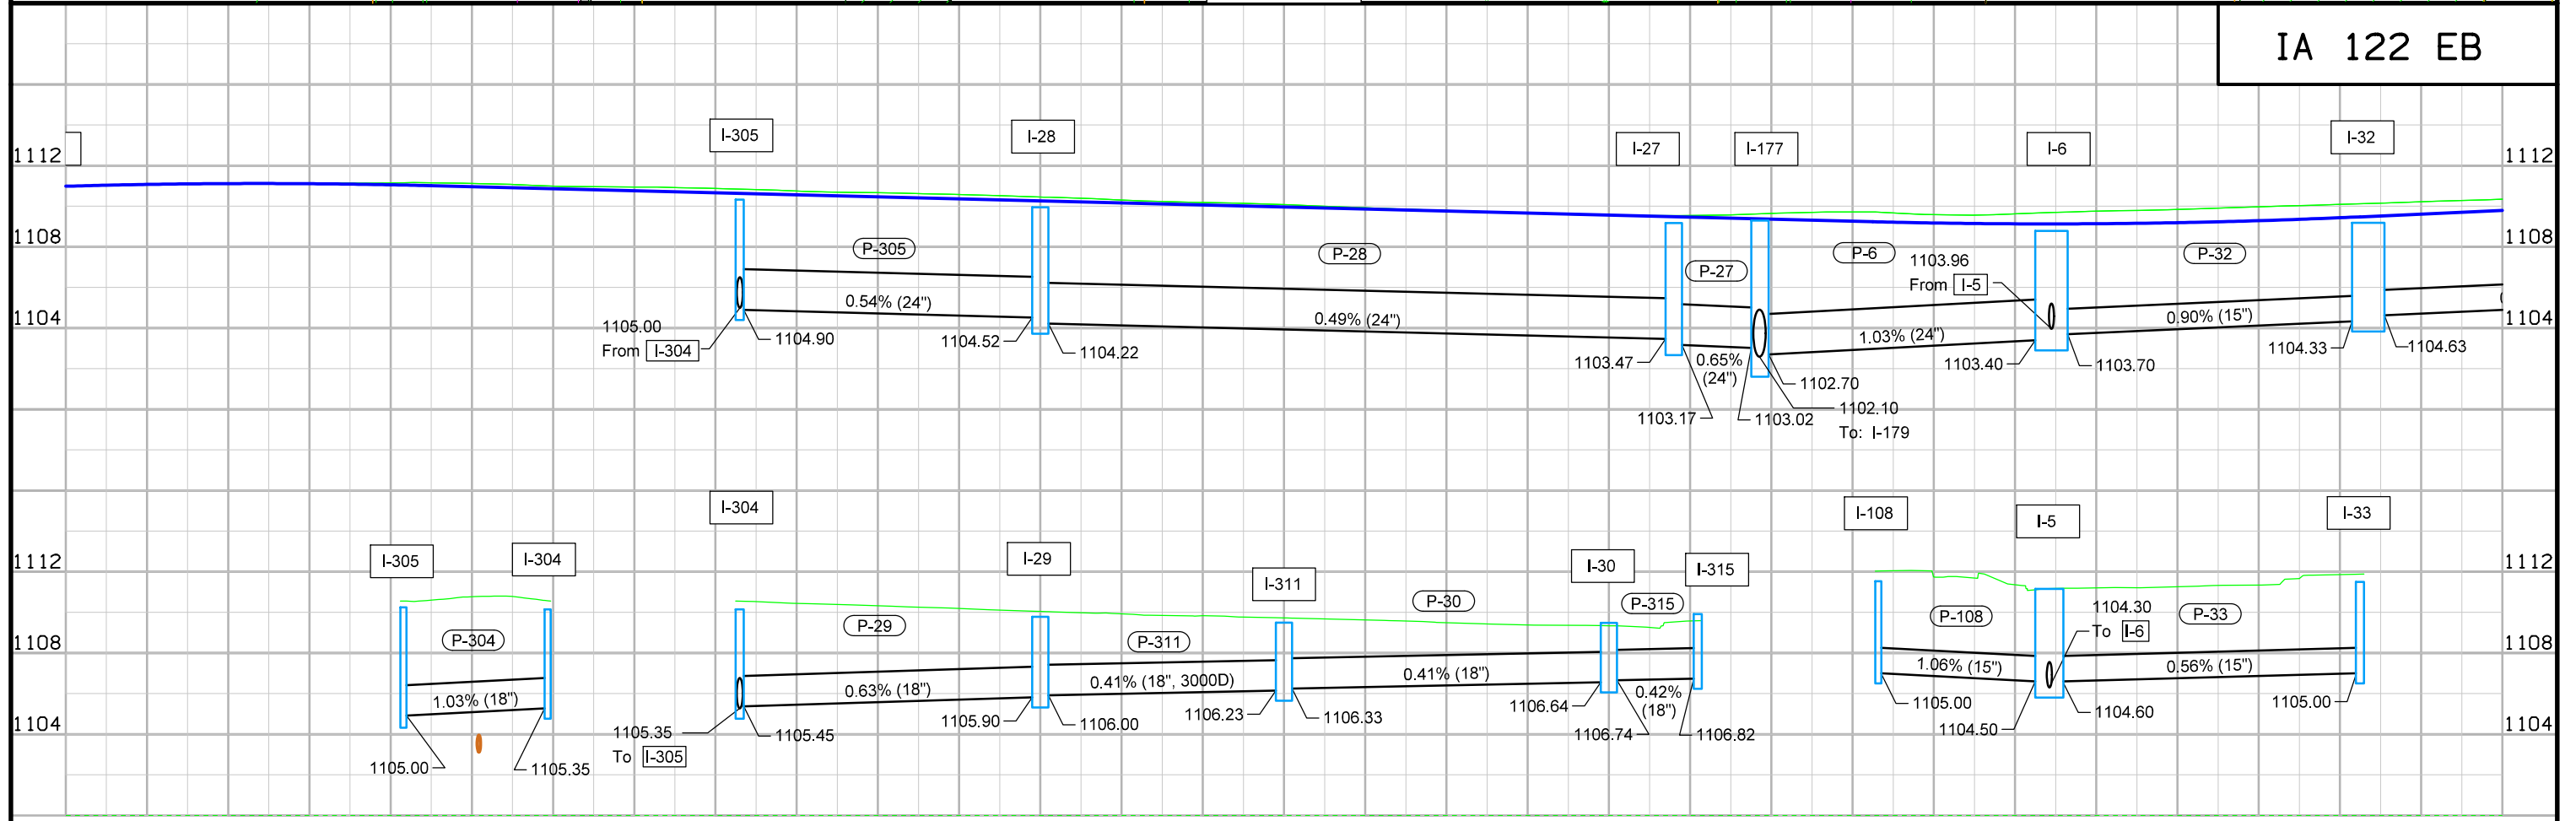 IA 122 EB
I-305
I-28
I-27
I-177
I-6
I-32
1112
1112
1108
1108
1104
1104
P-305
P-28
P-27
P-6
P-32
1103.96
From I-5
0.54% (24")
0.49% (24")
0.65%
(24")
1.03% (24")
0.90% (15")
1105.00
From I-304
1104.90
1104.52
1104.22
1103.47
1103.17
1103.02
1102.70
1102.10
To: I-179
1103.40
1103.70
1104.33
1104.63
I-305
I-304
I-304
I-29
I-311
I-30
I-315
I-108
I-5
I-33
1112
1112
1108
1108
1104
1104
P-304
P-29
P-311
P-30
P-315
P-108
P-33
1104.30
To I-6
1.03% (18")
0.63% (18")
0.41% (18", 3000D)
0.41% (18")
0.42%
(18")
1.06% (15")
0.56% (15")
1105.00
1105.35
1105.35
To I-305
1105.45
1105.90
1106.00
1106.23
1106.33
1106.64
1106.74
1106.82
1105.00
1104.50
1104.60
1105.00